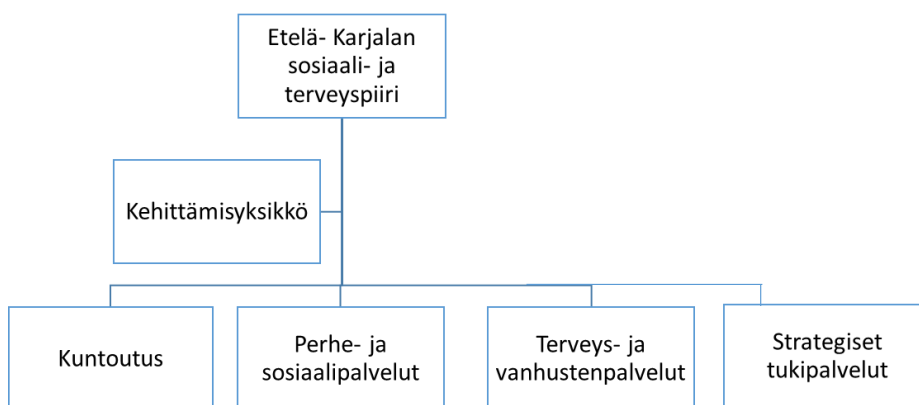 Etelä- Karjalan
sosiaali- ja
terveyspiiri
Kehittämisyksikkö
Kuntoutus
Perhe- ja
sosiaalipalvelut
Terveys- ja
vanhustenpalvelut
Strategiset
tukipalvelut